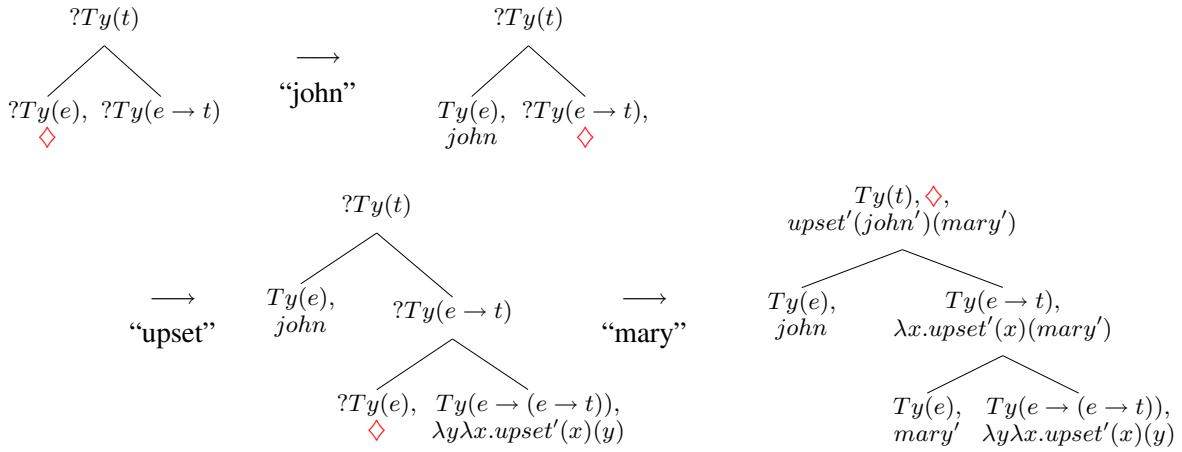 ?Ty(t)
?Ty(e), ?Ty(e → t)
♢
⟶
“john”
?Ty(t)
Ty(e), ?Ty(e → t),
john ♢
⟶
“upset”
?Ty(t)
Ty(e),
john
?Ty(e → t)
?Ty(e), Ty(e → (e → t)),
♢ λyλx.upset′(x)(y)
⟶
“mary”
Ty(t), ♢,
upset′(john′)(mary′)
Ty(e), Ty(e → t),
john λx.upset′(x)(mary′)
Ty(e), Ty(e → (e → t)),
mary′ λyλx.upset′(x)(y)